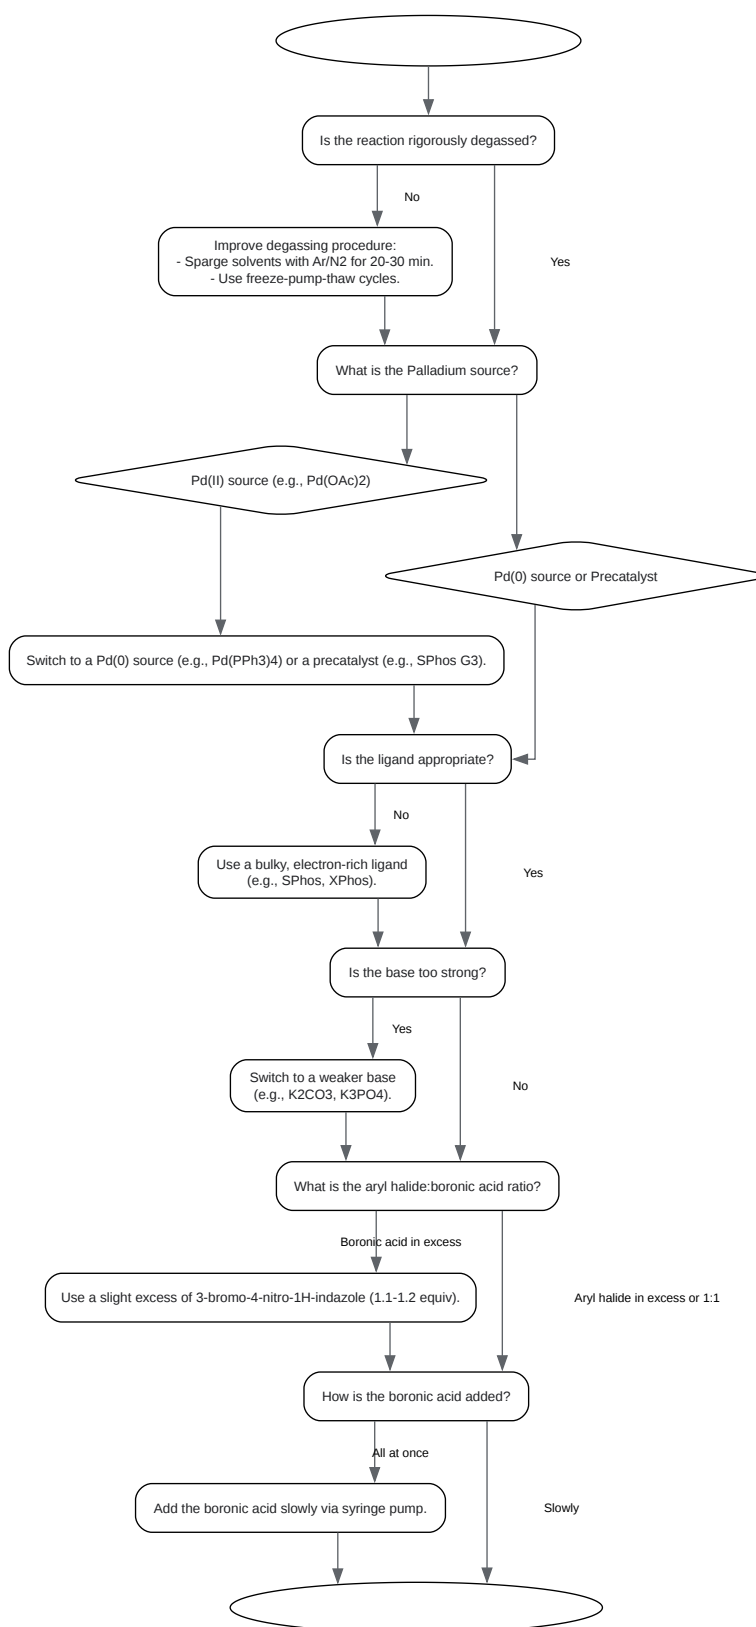 Is the reaction rigorously degassed?
No
Improve degassing procedure:
- Sparge solvents with Ar/N2 for 20-30 min.
- Use freeze-pump-thaw cycles.
Yes
What is the Palladium source?
Pd(II) source (e.g., Pd(OAc)2)
Pd(0) source or Precatalyst
Switch to a Pd(0) source (e.g., Pd(PPh3)4) or a precatalyst (e.g., SPhos G3).
Is the ligand appropriate?
No
Use a bulky, electron-rich ligand
(e.g., SPhos, XPhos).
Yes
Is the base too strong?
Yes
Switch to a weaker base
(e.g., K2CO3, K3PO4).
No
What is the aryl halide:boronic acid ratio?
Boronic acid in excess
Use a slight excess of 3-bromo-4-nitro-1H-indazole (1.1-1.2 equiv).
Aryl halide in excess or 1:1
How is the boronic acid added?
All at once
Add the boronic acid slowly via syringe pump.
Slowly